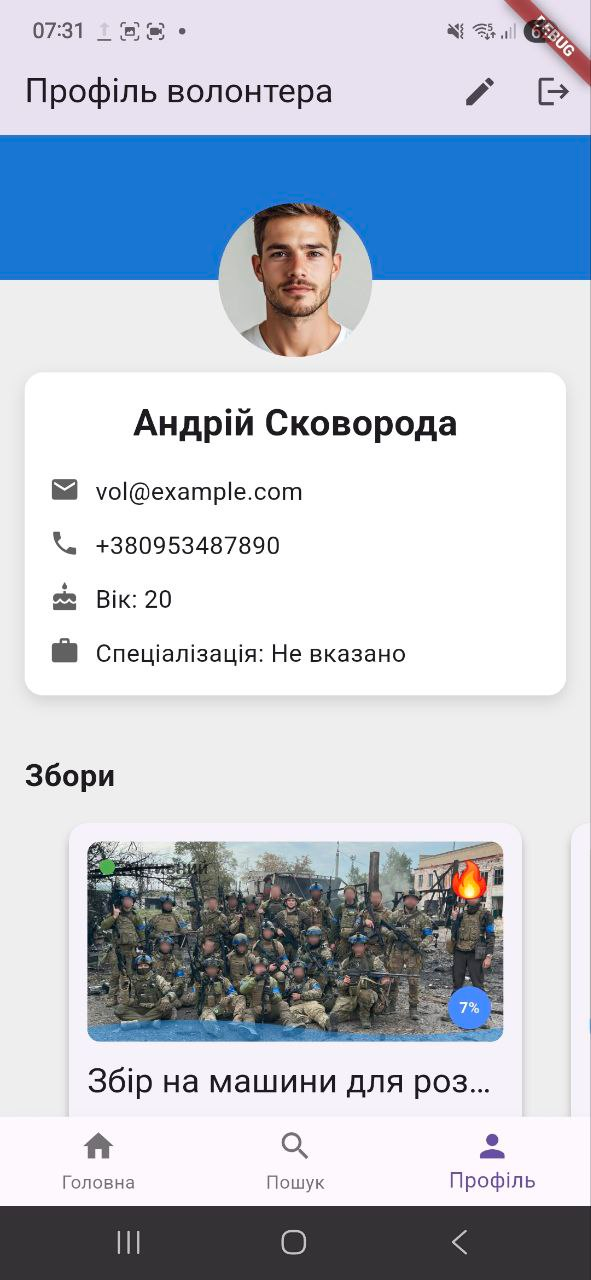 07:31
DEBUG
Профіль волонтера
Андрій Сковорода
vol@example.com
+380953487890
Вік: 20
Спеціалізація: Не вказано
Збори
Активний
7%
Збір на машини для роз...
Головна
Пошук
Профіль